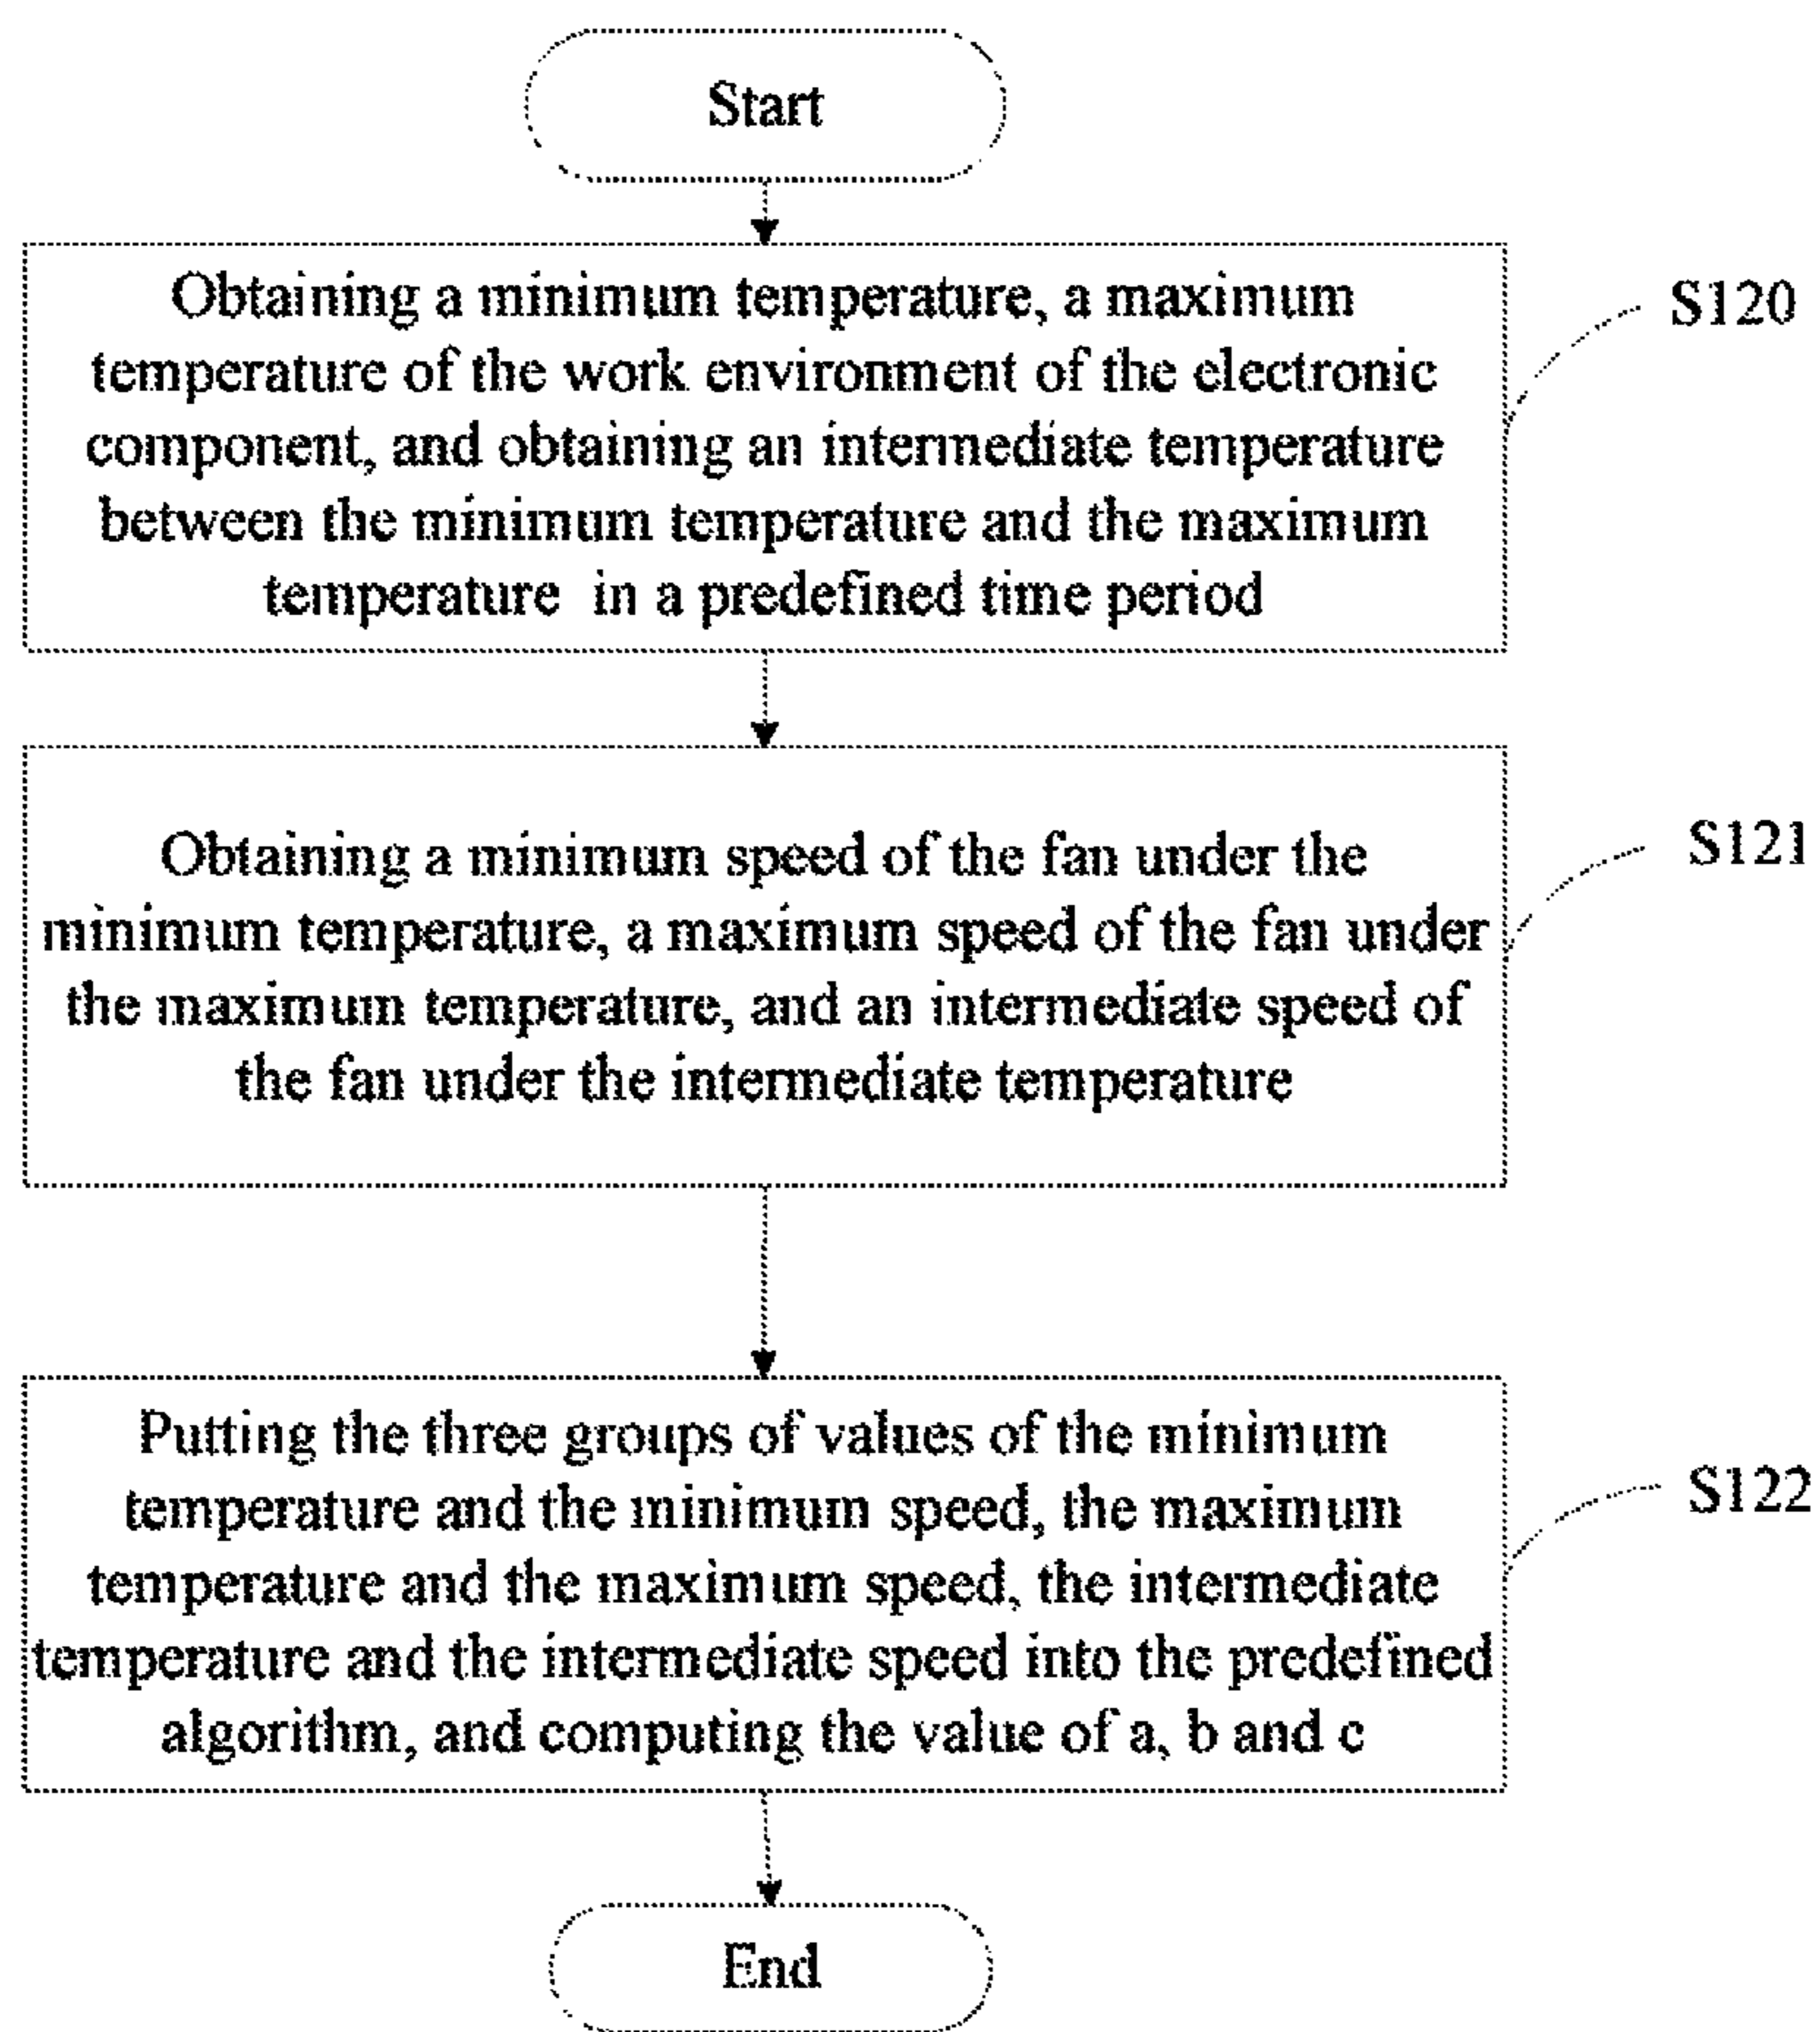 Start
Obtaining a minimum temperature, a maximum
temperature of the work environment of the electronic
component, and obtaining an intermediate temperature
between the minimum temperature and the maximum
temperature in a predefined time period
S120
Obtaining a minimum speed of the fan under the
minimum temperature, a maximum speed of the fan under
the maximum temperature, and an intermediate speed of
the fan under the intermediate temperature
S121
Putting the three groups of values of the minimum
temperature and the minimum speed, the maximum
temperature and the maximum speed, the intermediate
temperature and the intermediate speed into the predefined
algorithm, and computing the value of a, b and c
S122
End